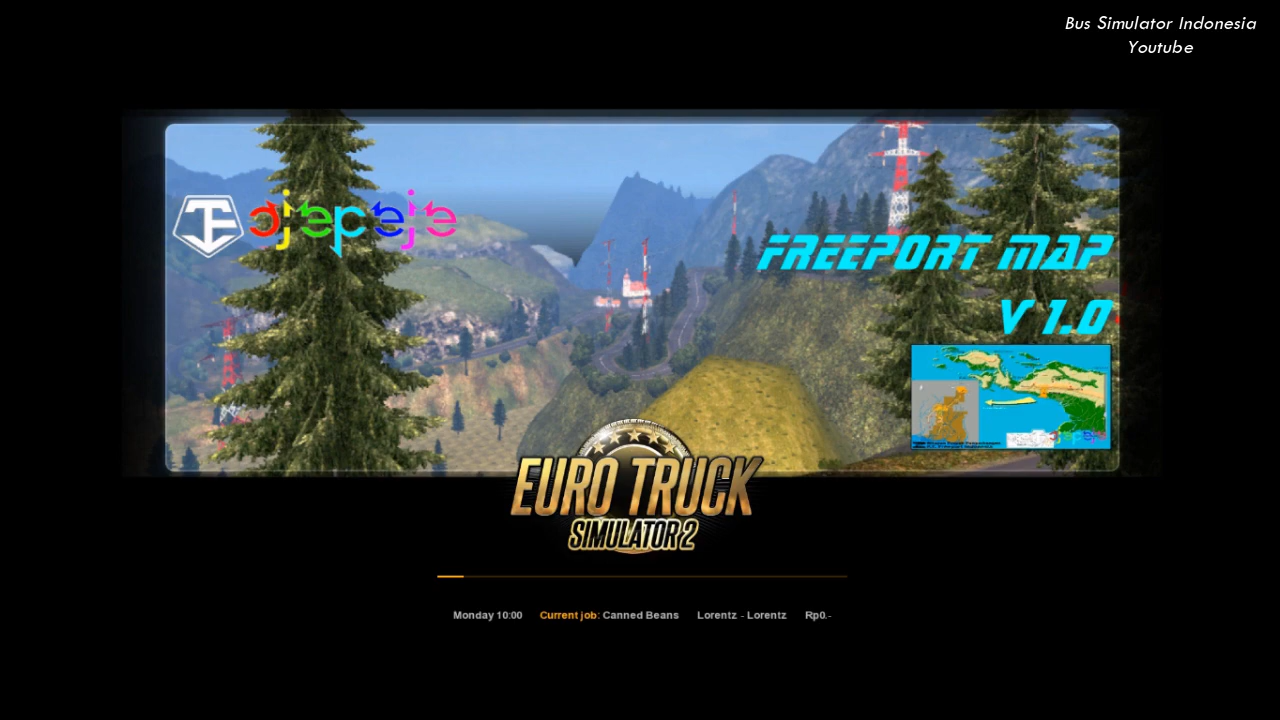 Bus Simulator Indonesia
Youtube
ojepeje
FREEPORT MAP
V 1.0
ojepeje
EURO TRUCK
SIMULATOR 2
Monday 10:00 Current job: Canned Beans Lorentz - Lorentz Rp0.-